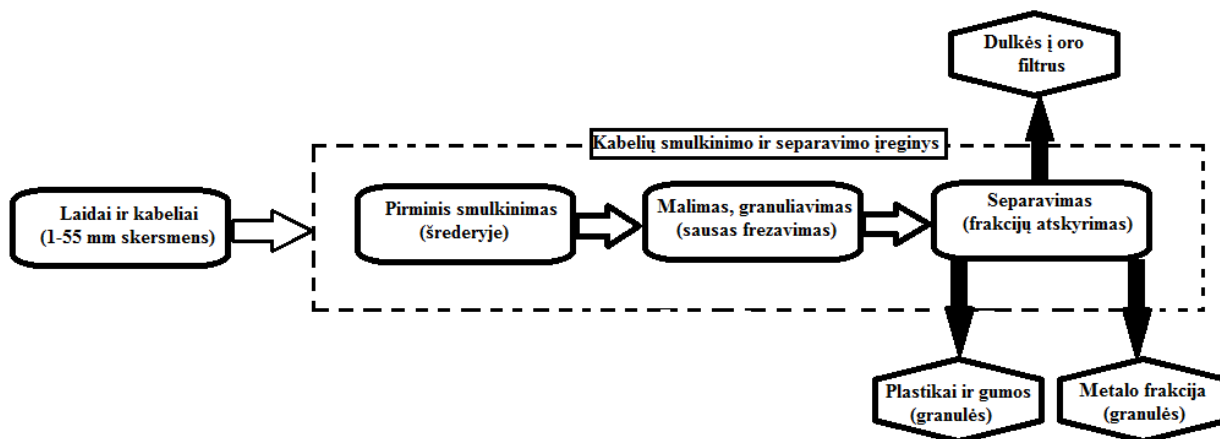 Dulkės į oro
filtrus
Kabelių smulkinimo ir separavimo įreginys
Laidai ir kabeliai
(1-55 mm skersmens)
Pirminis smulkinimas
(šrederyje)
Malimas, granuliavimas
(sausas frezavimas)
Separavimas
(frakcijų atskyrimas)
Plastikai ir gumos
(granulės)
Metalo frakcija
(granulės)